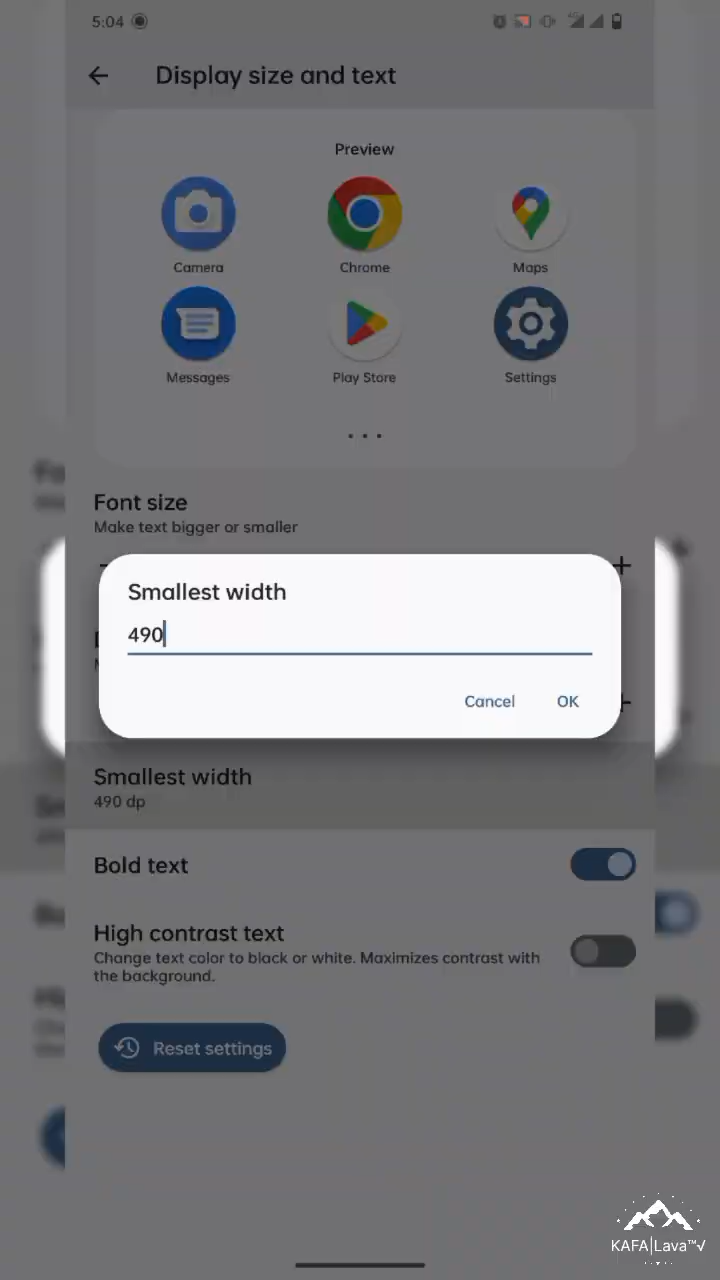 5:04
Display size and text
Preview
Camera Chrome Maps
Messages Play Store Settings
Font size
Make text bigger or smaller
Smallest width
490
Cancel OK
Smallest width
490 dp
Bold text
High contrast text
Change text color to black or white. Maximizes contrast with
the background.
Reset settings
KAFA|Lava™√